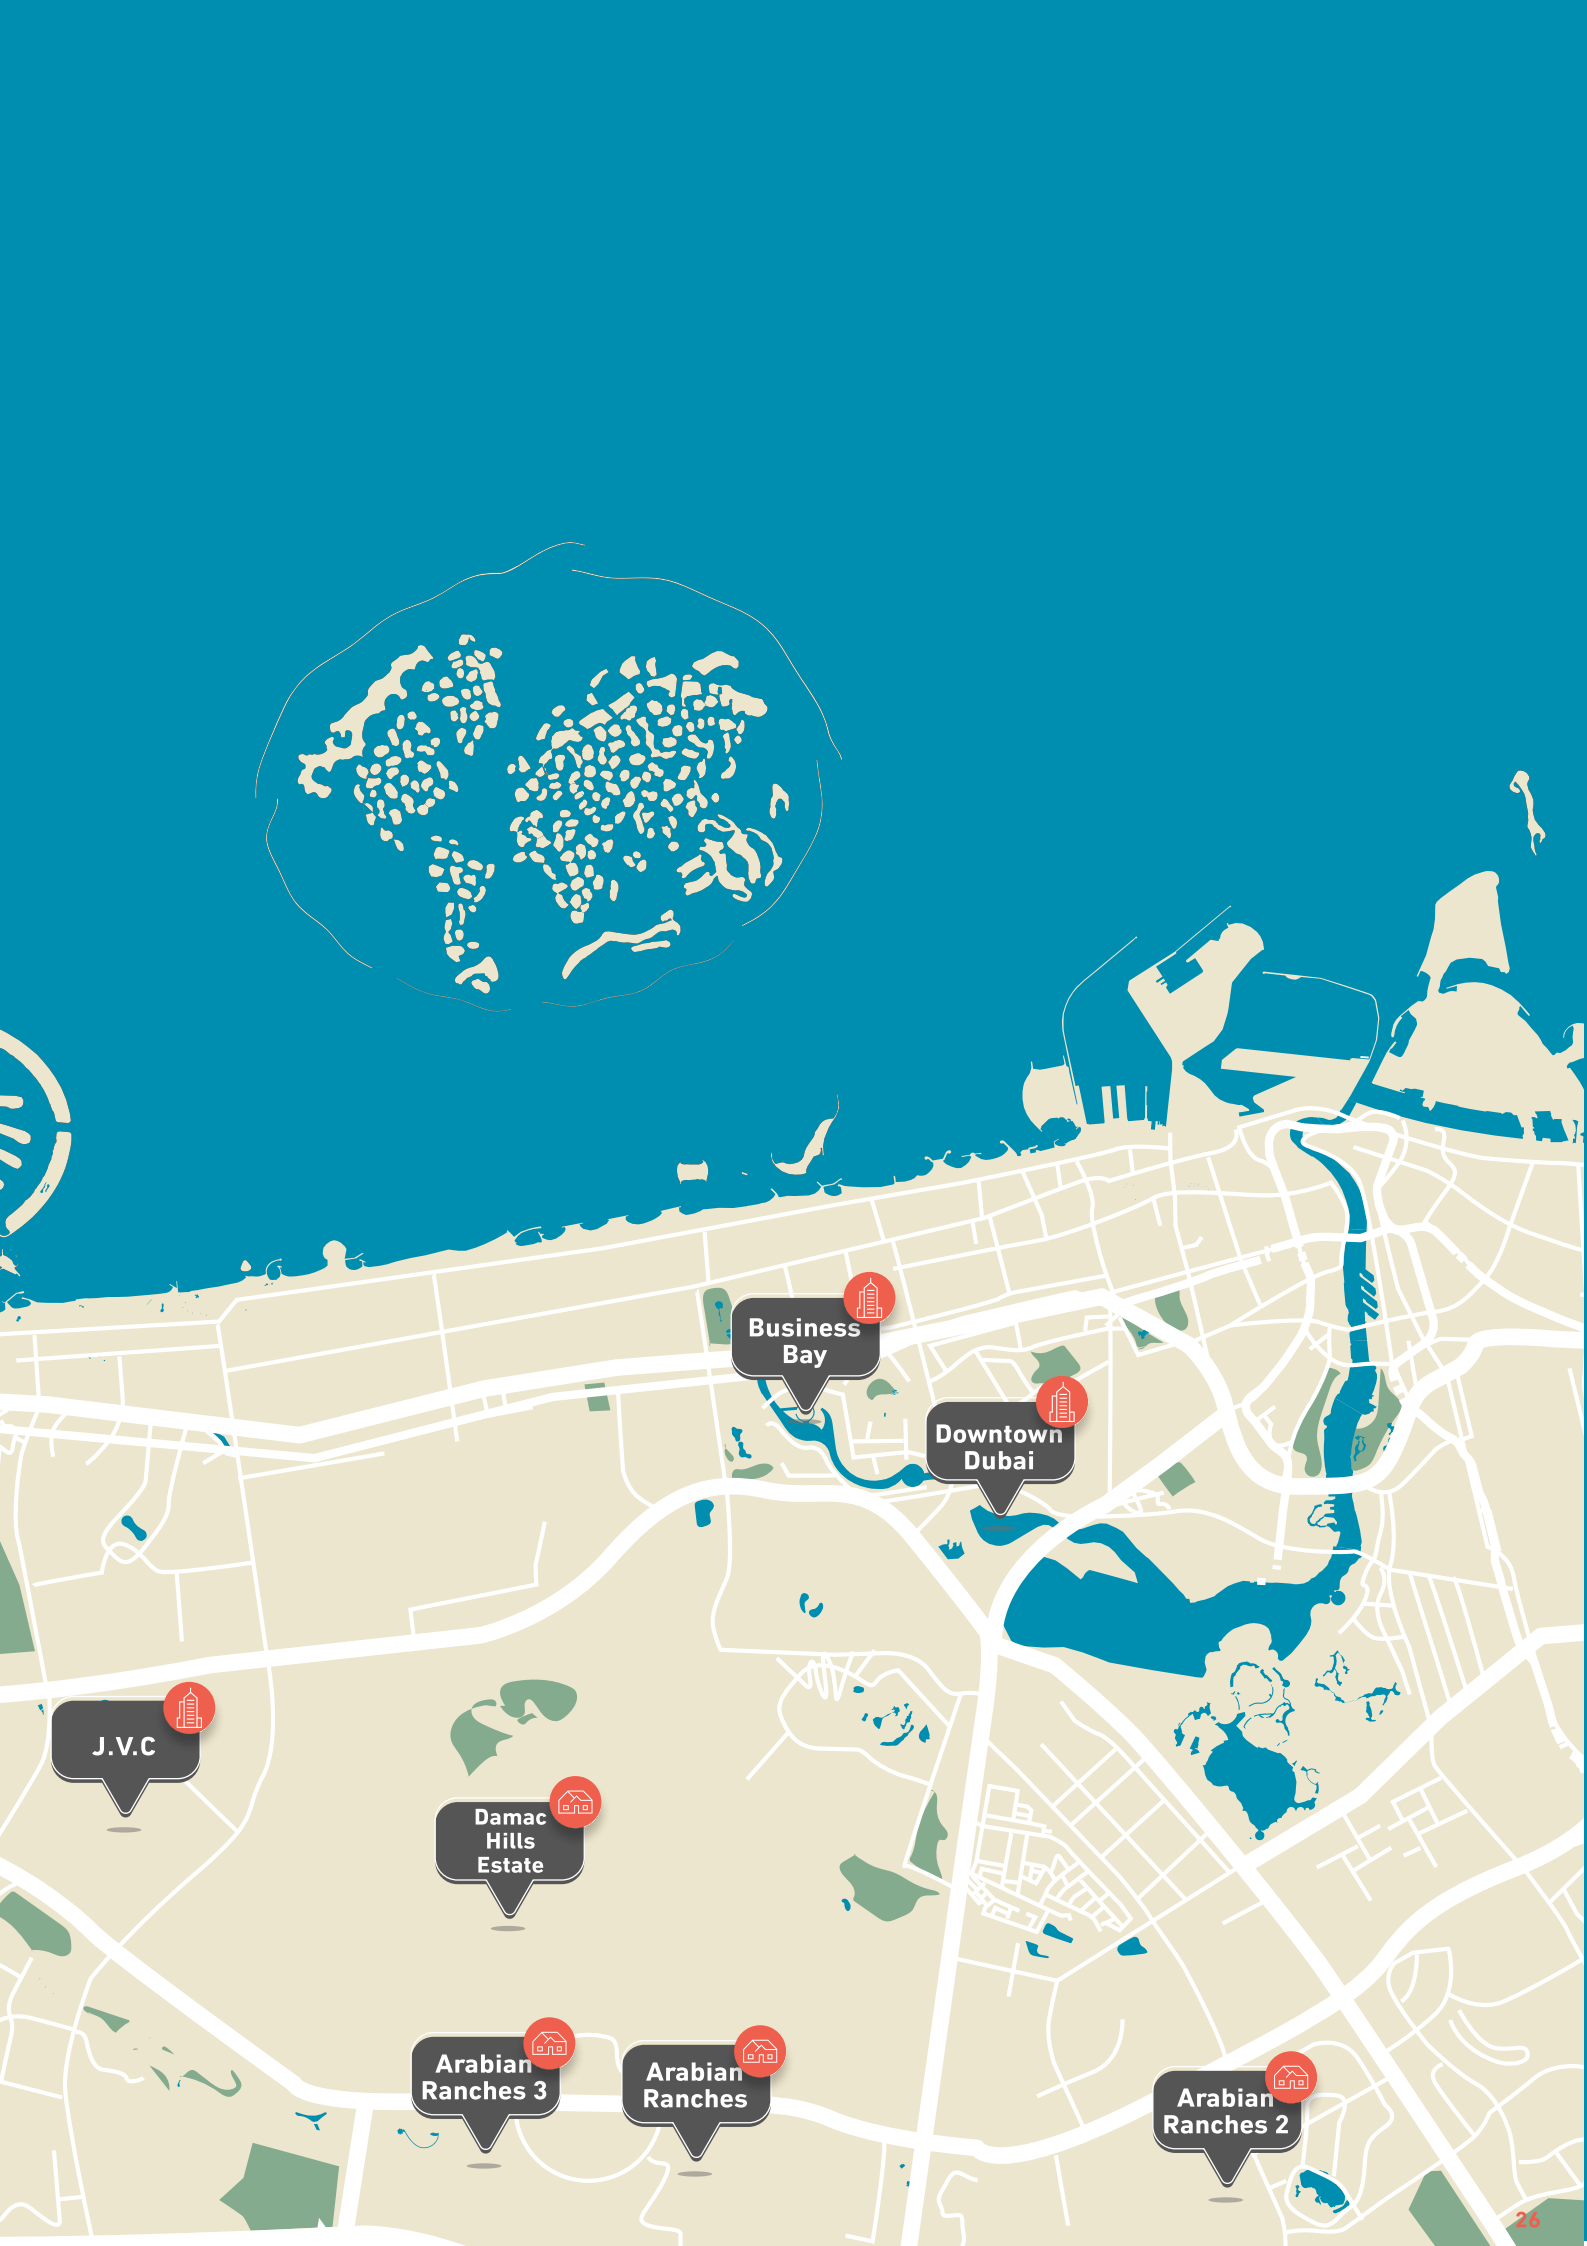 Business
Bay
Downtown
Dubai
J.V.C
Damac
Hills
Estate
Arabian
Ranches 3
Arabian
Ranches
Arabian
Ranches 2
26